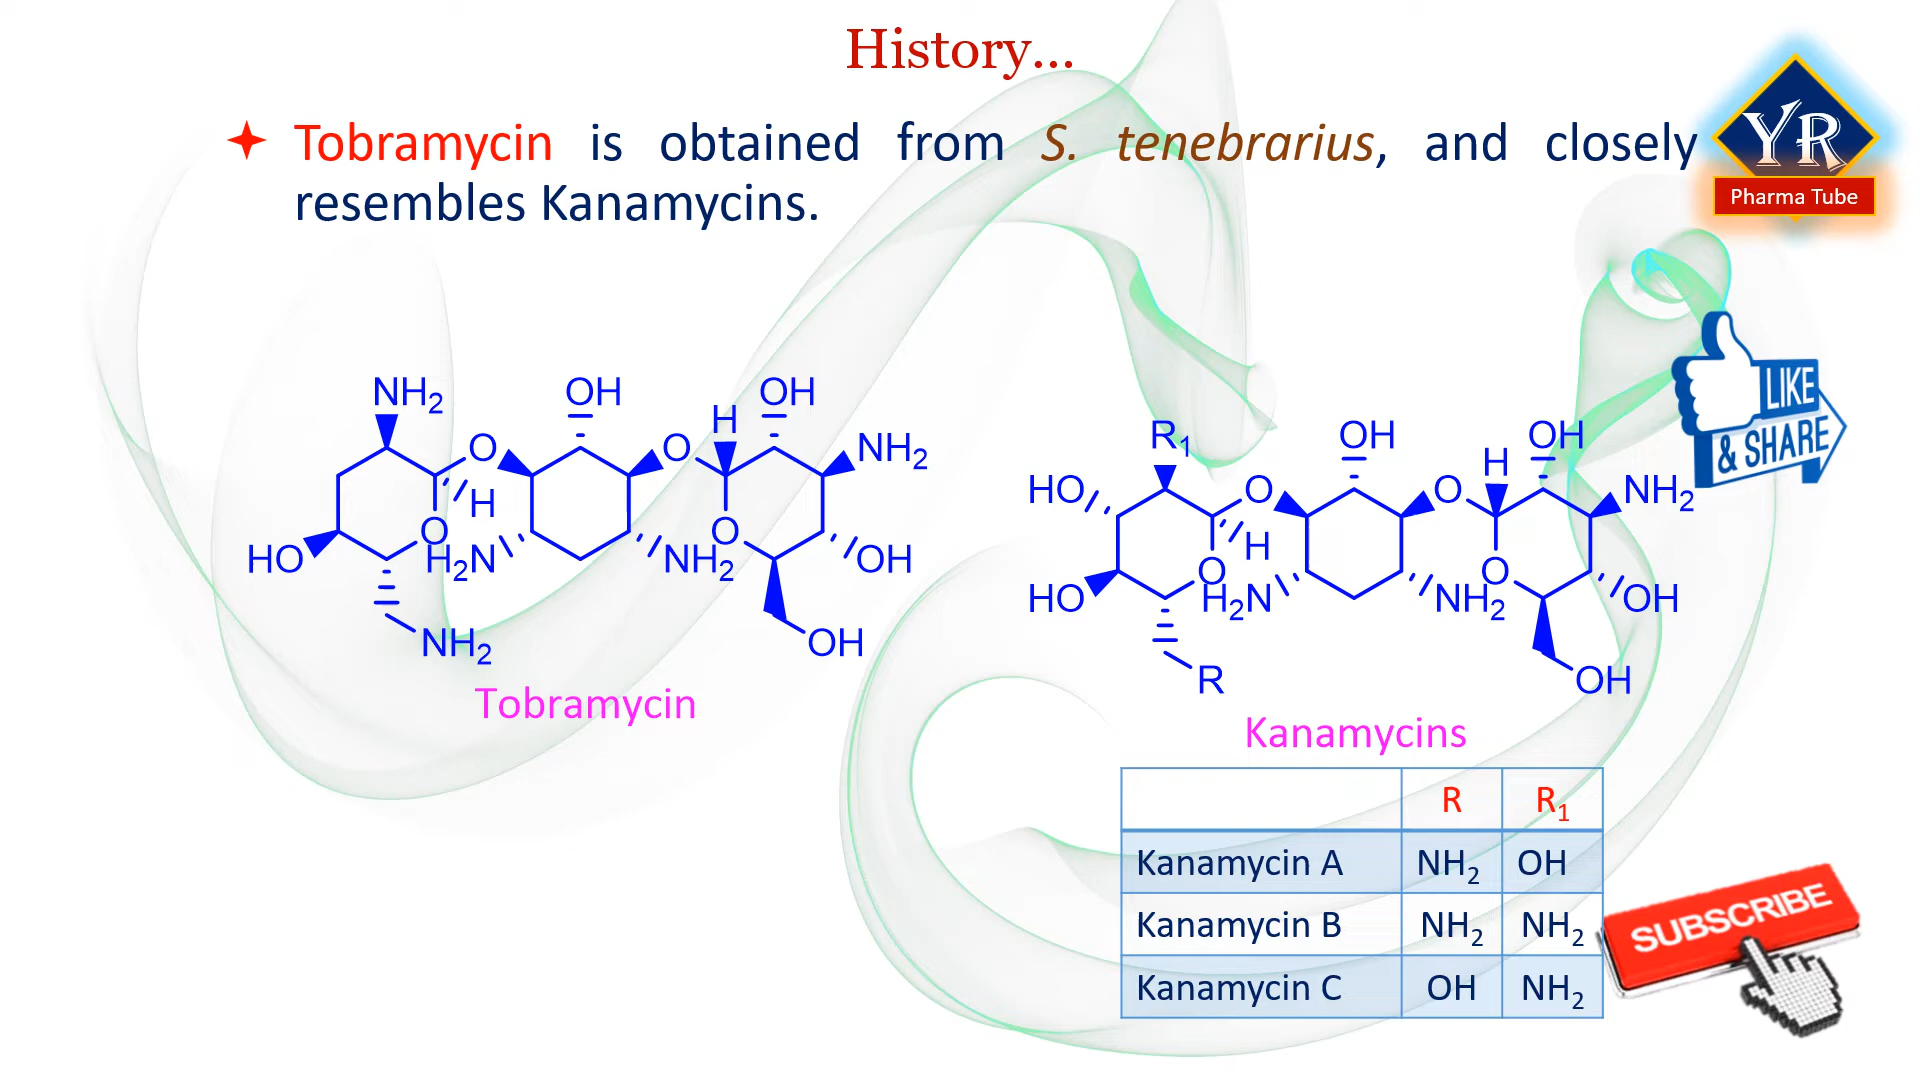 History...
Tobramycin is obtained from S. tenebrarius, and closely
resembles Kanamycins.
YR
Pharma Tube
LIKE
& SHARE
NH2
OH
OH
H
O
O
NH2
H
O
O
HO
H2N
NH2
OH
NH2
OH
Tobramycin
R1
OH
OH
H
HO
O
O
NH2
H
O
O
HO
H2N
NH2
OH
R
OH
Kanamycins
R R1
Kanamycin A NH2 OH
Kanamycin B NH2 NH2
Kanamycin C OH NH2
SUBSCRIBE